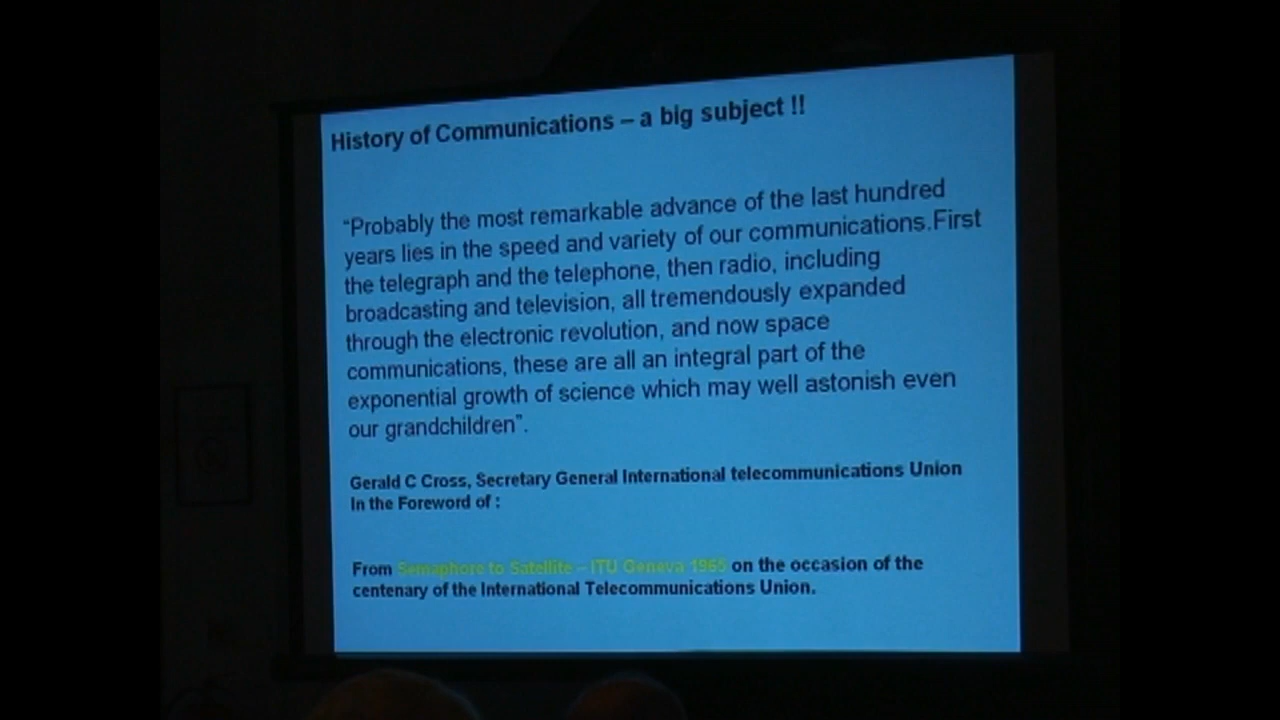 History of Communications – a big subject !!
“Probably the most remarkable advance of the last hundred
years lies in the speed and variety of our communications.First
the telegraph and the telephone, then radio, including
broadcasting and television, all tremendously expanded
through the electronic revolution, and now space
communications, these are all an integral part of the
exponential growth of science which may well astonish even
our grandchildren”.
Gerald C Cross, Secretary General International telecommunications Union
In the Foreword of :
From Semaphore to Satellite – ITU Geneva 1965 on the occasion of the
centenary of the International Telecommunications Union.